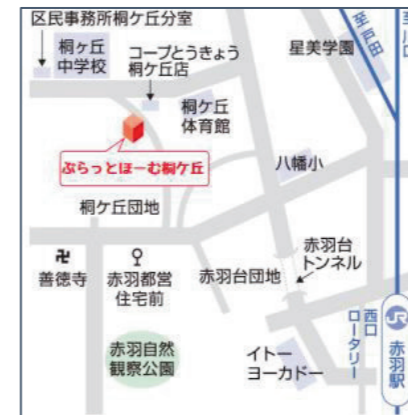 区民事務所桐ケ丘分室
桐ヶ丘
中学校
コープとうきょう
桐ケ丘店
星美学園
至戸田
桐ケ丘
体育館
ぷらっとほーむ桐ケ丘
八幡小
桐ケ丘団地
善徳寺
赤羽都営
住宅前
赤羽台団地
赤羽台
トンネル
赤羽自然
観察公園
イトー
ヨーカドー
西口
ロータリー
JR
赤羽駅